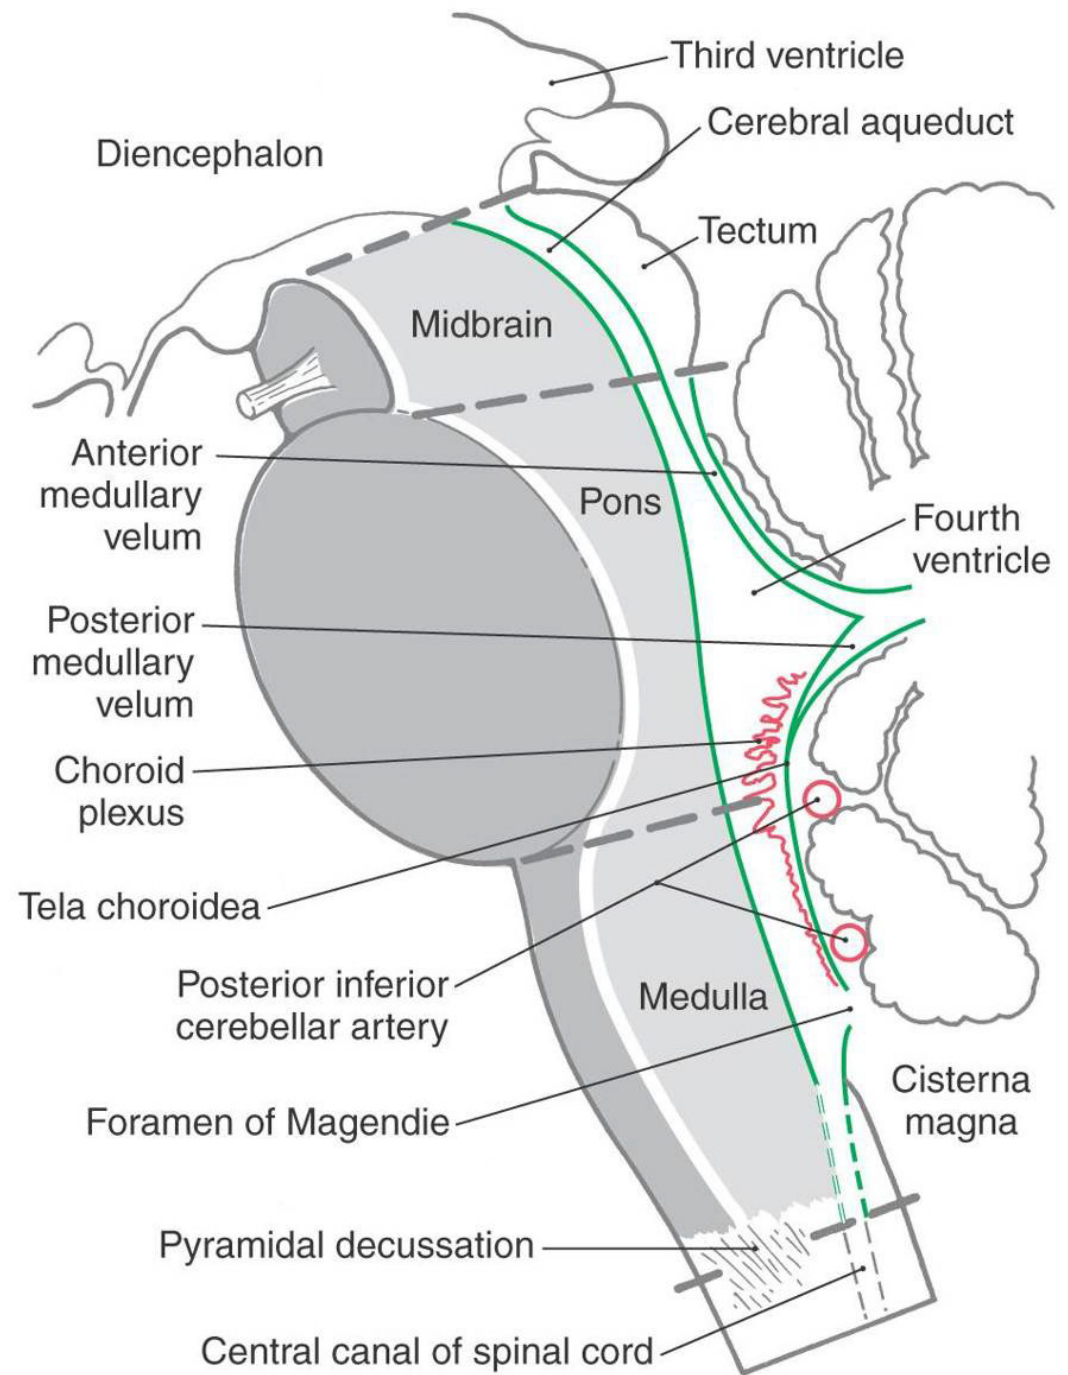 Third ventricle
Cerebral aqueduct
Diencephalon
Tectum
Midbrain
Anterior
medullary
velum
Pons
Fourth
ventricle
Posterior
medullary
velum
Choroid
plexus
Tela choroidea
Posterior inferior
cerebellar artery
Medulla
Foramen of Magendie
Cisterna
magna
Pyramidal decussation
Central canal of spinal cord